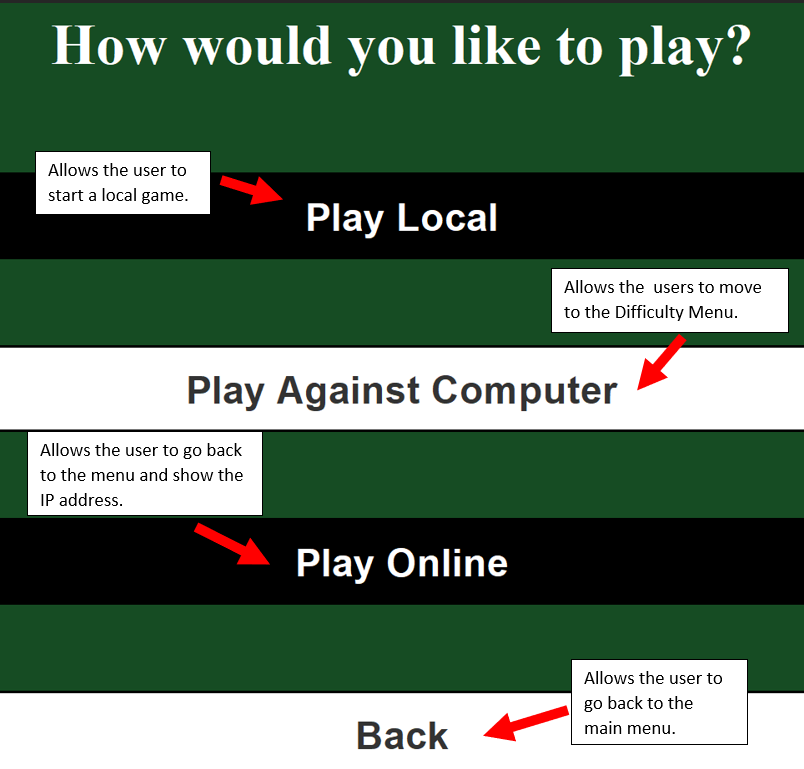 How would you like to play?
Allows the user to
start a local game.
Play Local
Allows the  users to move
to the Difficulty Menu.
Play Against Computer
Allows the user to go back
to the menu and show the
IP address.
Play Online
Allows the user to
go back to the
main menu.
Back